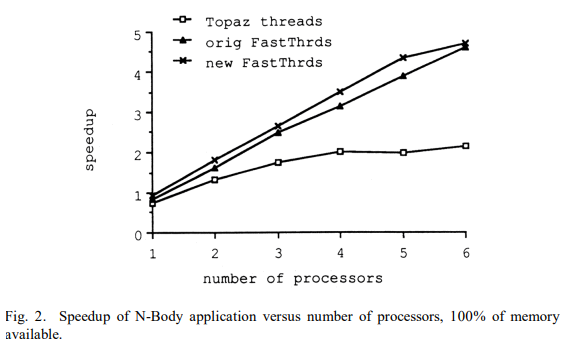 Topaz threads
orig FastThrds
new FastThrds
5
4
3
2
1
0
speedup
1 2 3 4 5 6
number of processors
Fig. 2. Speedup of N-Body application versus number of processors, 100% of memory
available.